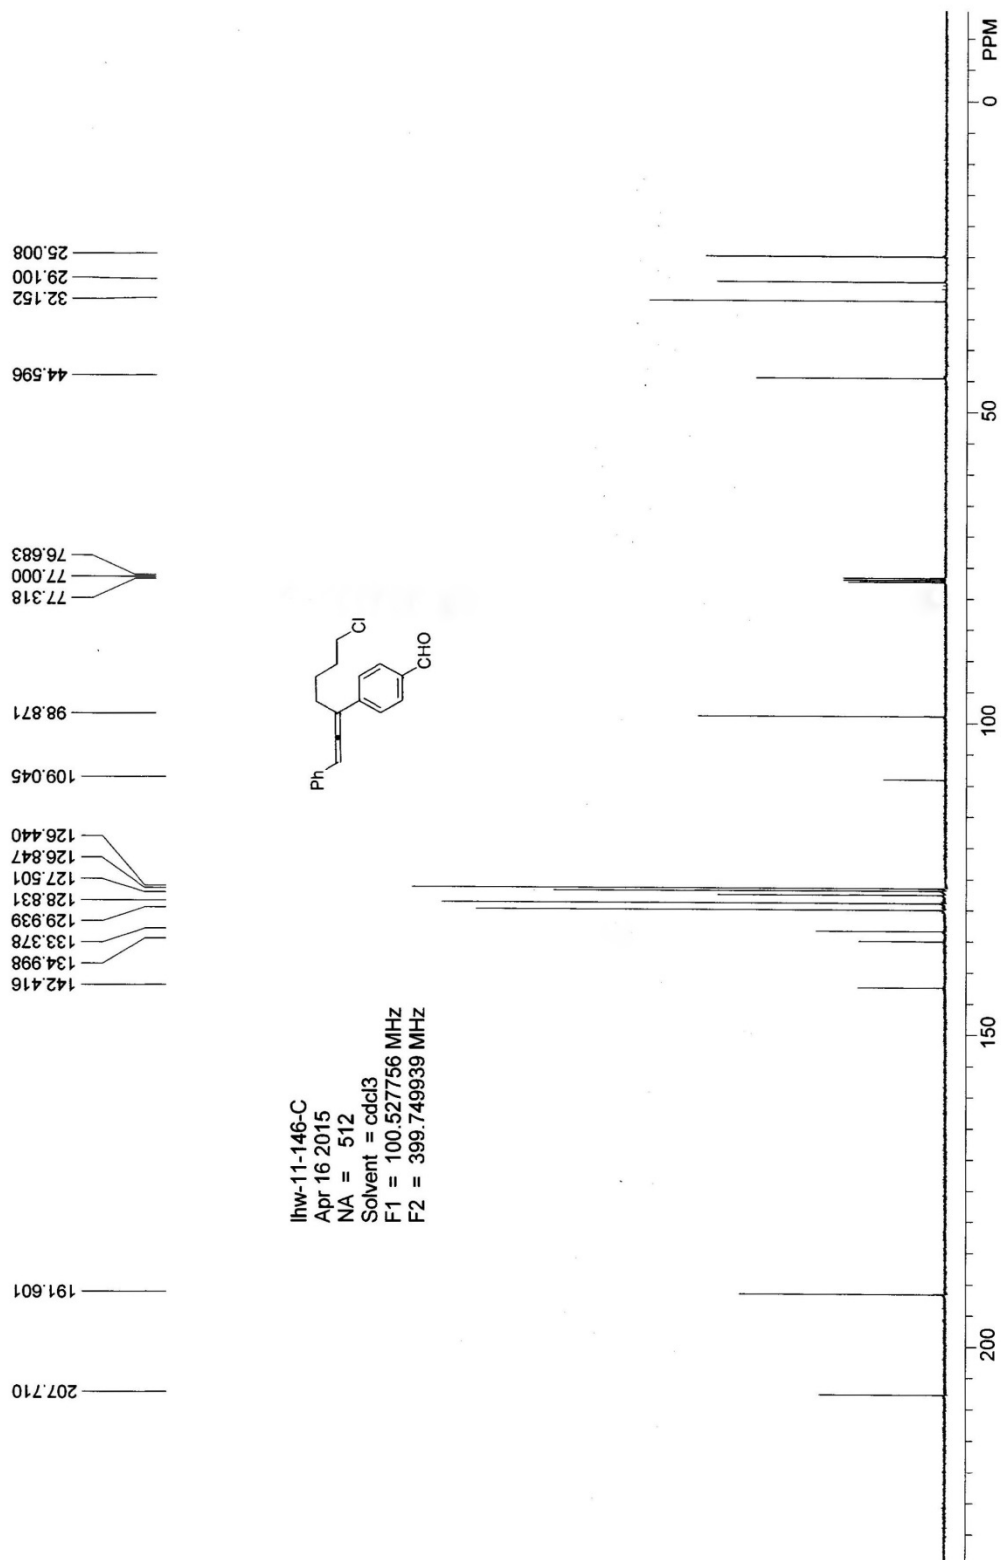 207.710
191.601
142.416
134.998
133.378
129.939
128.831
127.501
126.847
126.440
109.045
98.871
77.318
77.000
76.683
44.596
32.152
29.100
25.008
lhw-11-146-C
Apr 16 2015
NA = 512
Solvent = cdcl3
F1 = 100.527756 MHz
F2 = 399.749939 MHz
Ph
Cl
CHO
200
150
100
50
0
PPM